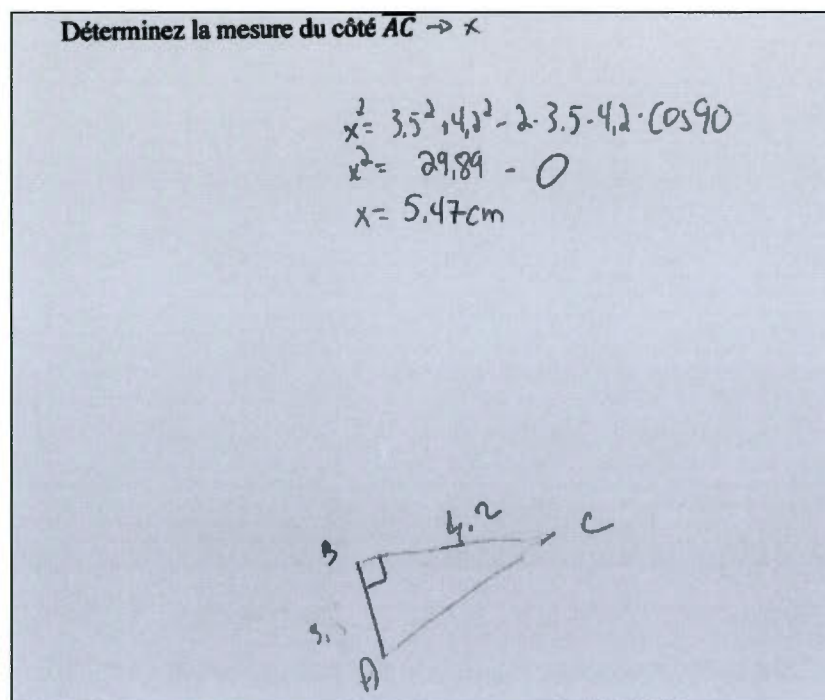 Déterminez la mesure du côté AC → x
x² = 3,5² + 4,2² - 2 · 3.5 · 4,2 · Cos90
x² = 29,89 - 0
x = 5,47cm
4.2
C
B
A